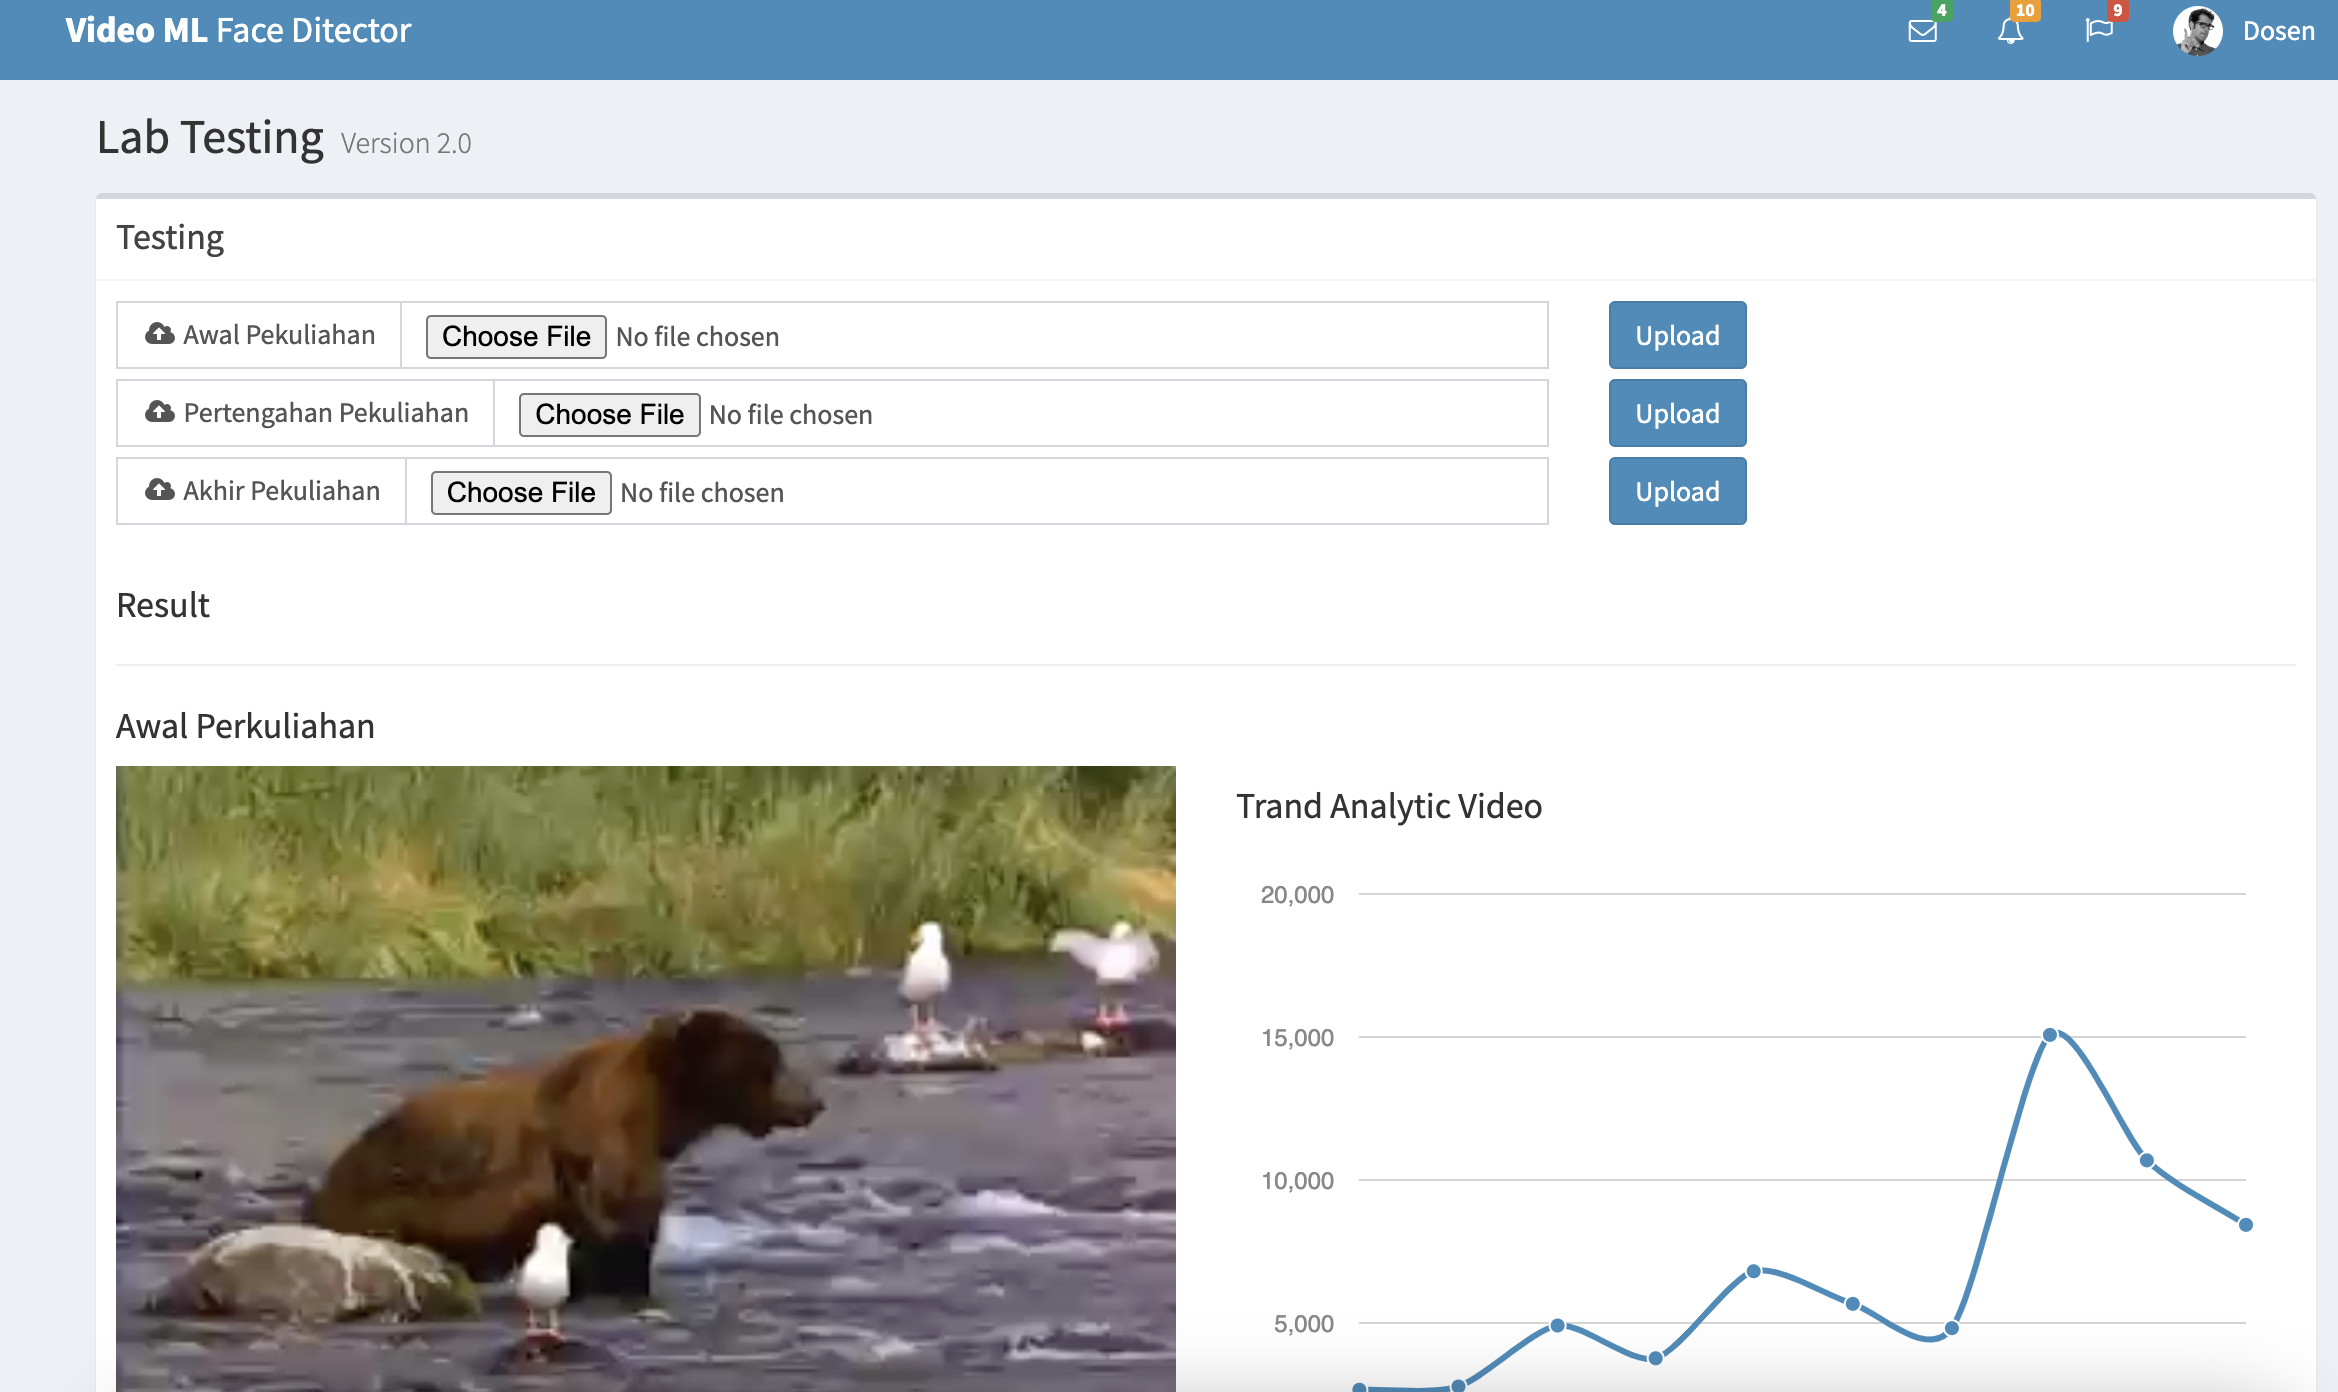 Video ML Face Ditector
4
10
9
Dosen
Lab Testing Version 2.0
Testing
Awal Pekuliahan Choose File No file chosen Upload
Pertengahan Pekuliahan Choose File No file chosen Upload
Akhir Pekuliahan Choose File No file chosen Upload
Result
Awal Perkuliahan
Trand Analytic Video
20,000
15,000
10,000
5,000